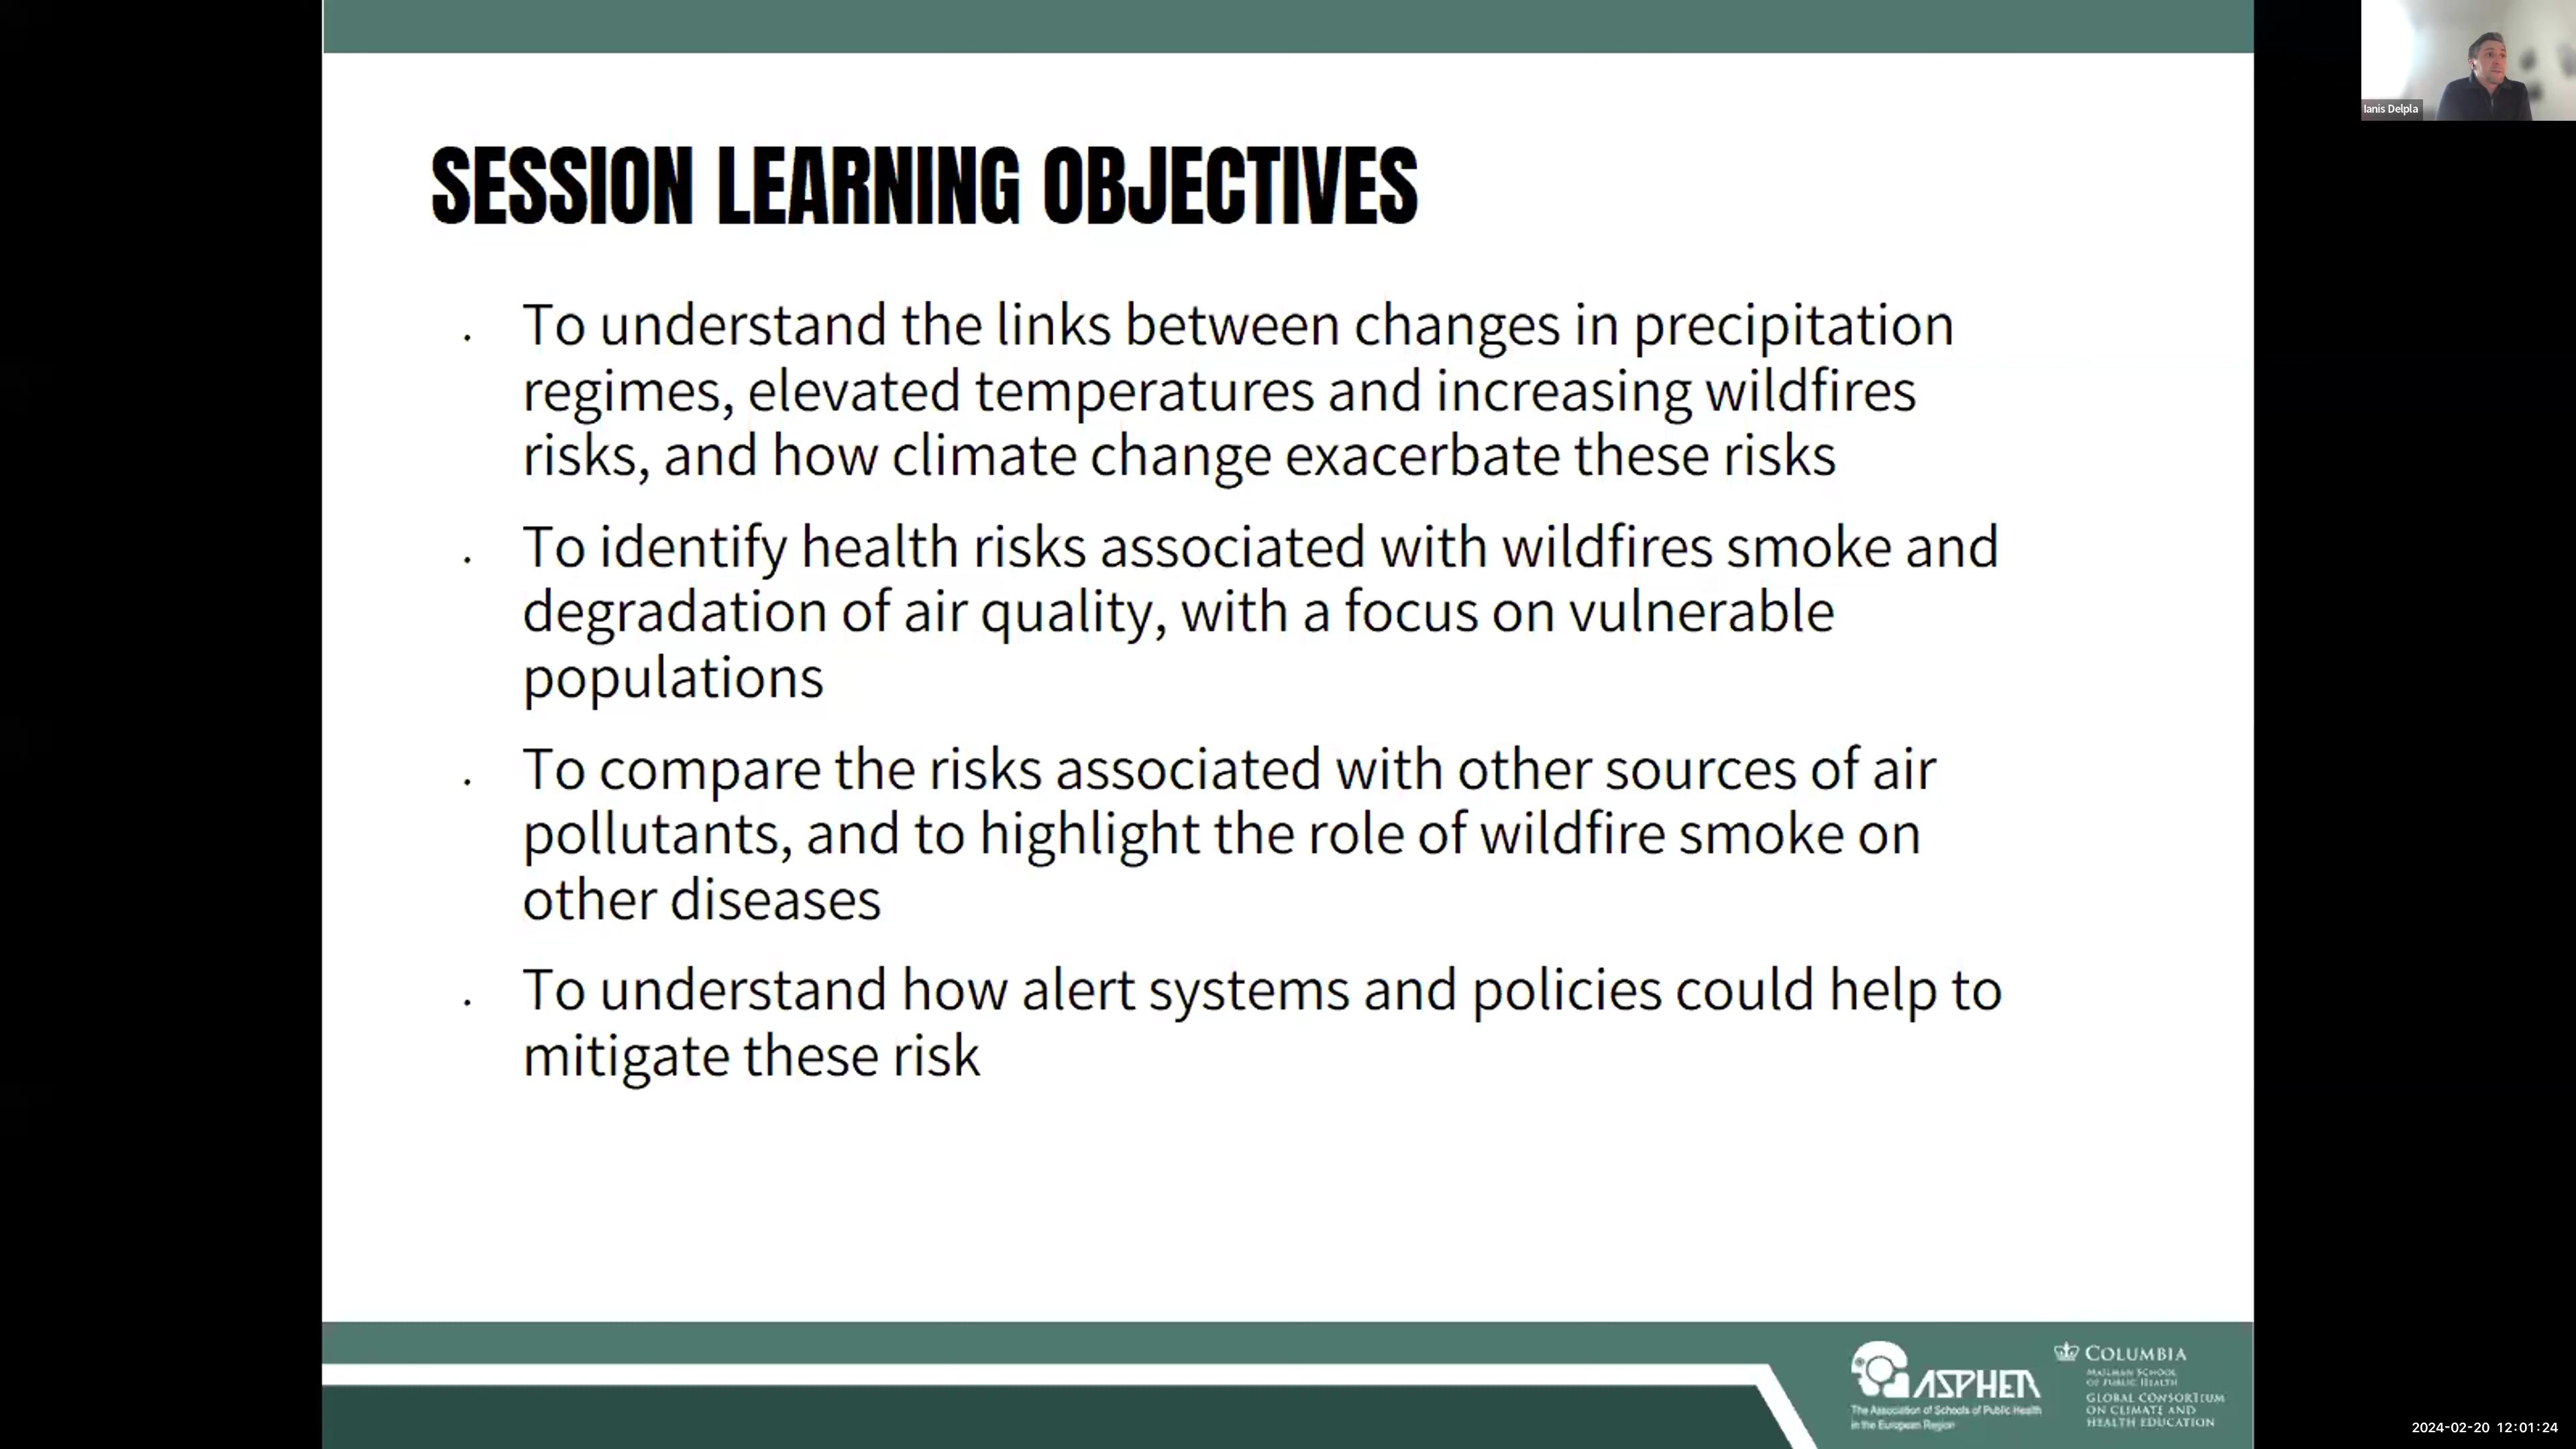 Ianis Delpla
SESSION LEARNING OBJECTIVES
. To understand the links between changes in precipitation
regimes, elevated temperatures and increasing wildfires
risks, and how climate change exacerbate these risks
. To identify health risks associated with wildfires smoke and
degradation of air quality, with a focus on vulnerable
populations
. To compare the risks associated with other sources of air
pollutants, and to highlight the role of wildfire smoke on
other diseases
. To understand how alert systems and policies could help to
mitigate these risk
ASPHER
The Association of Schools of Public Health
in the European Region
COLUMBIA
MAILMAN SCHOOL
OF PUBLIC HEALTH
GLOBAL CONSORTIUM
ON CLIMATE AND
HEALTH EDUCATION
2024-02-20 12:01:24